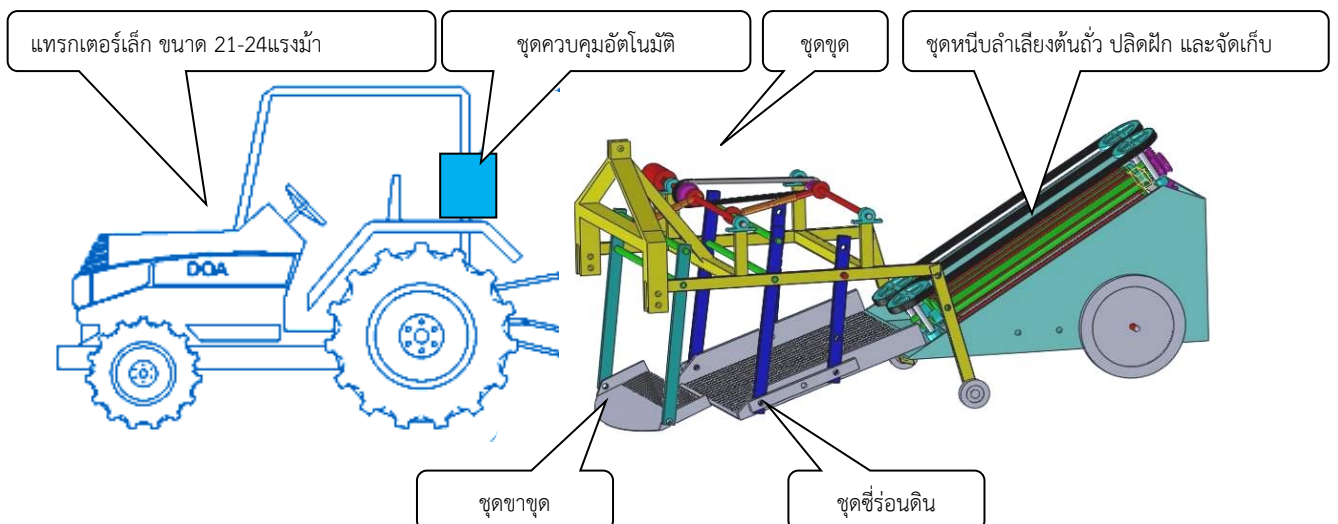 แทรกเตอร์เล็ก ขนาด 21-24แรงม้า
ชุดควบคุมอัตโนมัติ
ชุดขุด
ชุดหนีบลำเลียงต้นถั่ว ปลิดฝัก และจัดเก็บ
DOA
ชุดขาขุด
ชุดซี่ร่อนดิน